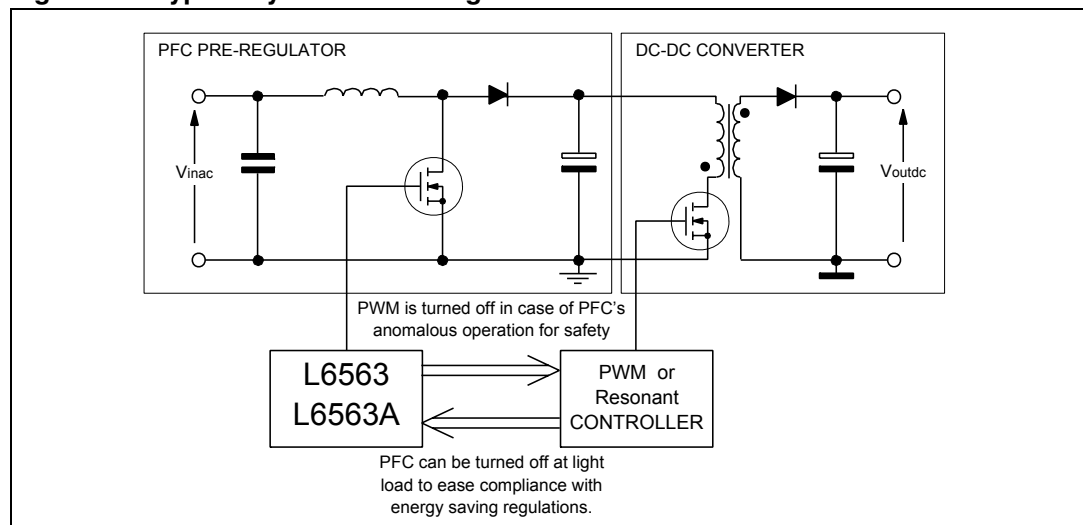 PFC PRE-REGULATOR
DC-DC CONVERTER
Vinac
Voutdc
PWM is turned off in case of PFC's
anomalous operation for safety
L6563
L6563A
PWM or
Resonant
CONTROLLER
PFC can be turned off at light
load to ease compliance with
energy saving regulations.